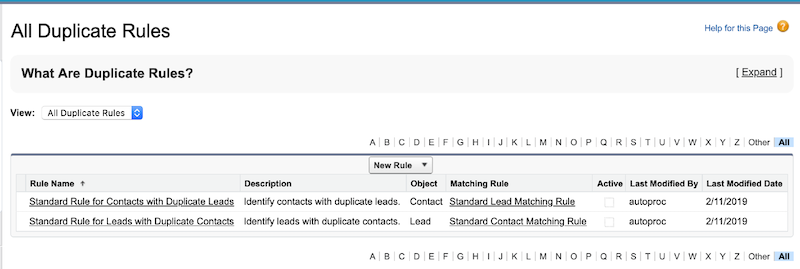 All Duplicate Rules
Help for this Page ?
What Are Duplicate Rules?
[ Expand ]
View: All Duplicate Rules
A | B | C | D | E | F | G | H | I | J | K | L | M | N | O | P | Q | R | S | T | U | V | W | X | Y | Z | Other | All
New Rule
Rule Name ↑ Description Object Matching Rule Active Last Modified By Last Modified Date
Standard Rule for Contacts with Duplicate Leads Identify contacts with duplicate leads. Contact Standard Lead Matching Rule autoproc 2/11/2019
Standard Rule for Leads with Duplicate Contacts Identify leads with duplicate contacts. Lead Standard Contact Matching Rule autoproc 2/11/2019
A | B | C | D | E | F | G | H | I | J | K | L | M | N | O | P | Q | R | S | T | U | V | W | X | Y | Z | Other | All